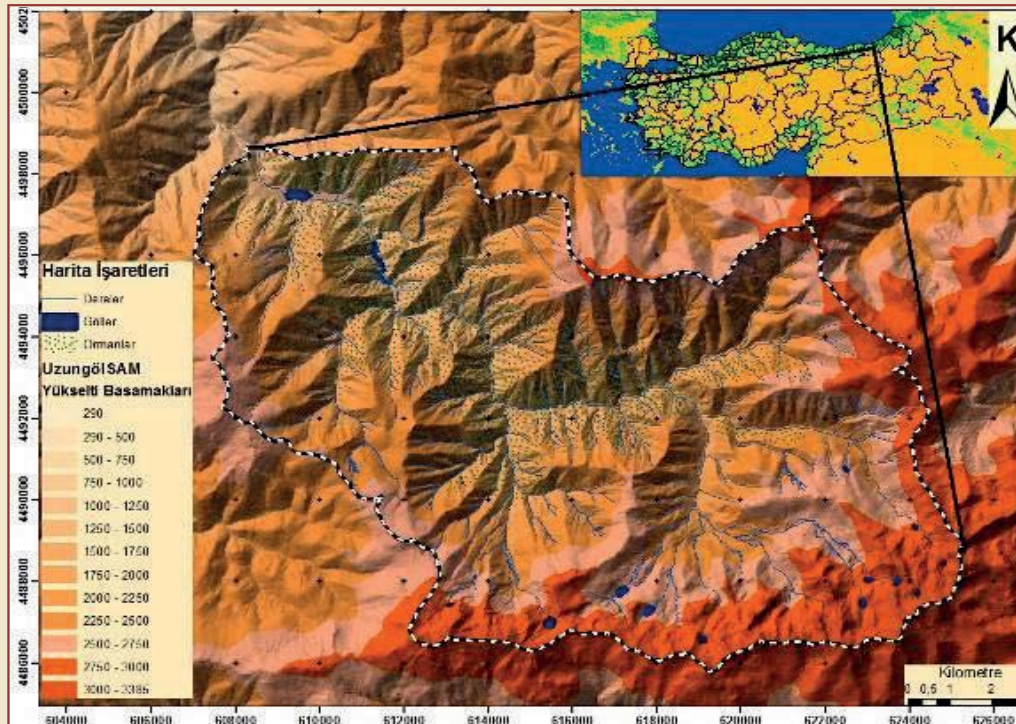 K
4502
4500000
4498000
4496000
4494000
4492000
4490000
4488000
4486000
Harita İşaretleri
Dereler
Göller
Ormanlar
Uzungöl SAM
Yükselti Basamakları
290
290 - 500
500 - 750
750 - 1000
1000 - 1250
1250 - 1500
1500 - 1750
1750 - 2000
2000 - 2250
2250 - 2500
2500 - 2750
2750 - 3000
3000 - 3385
Kilometre
0 0,5 1 2
604000 606000 608000 610000 612000 614000 616000 618000 620000 622000 624000 626000